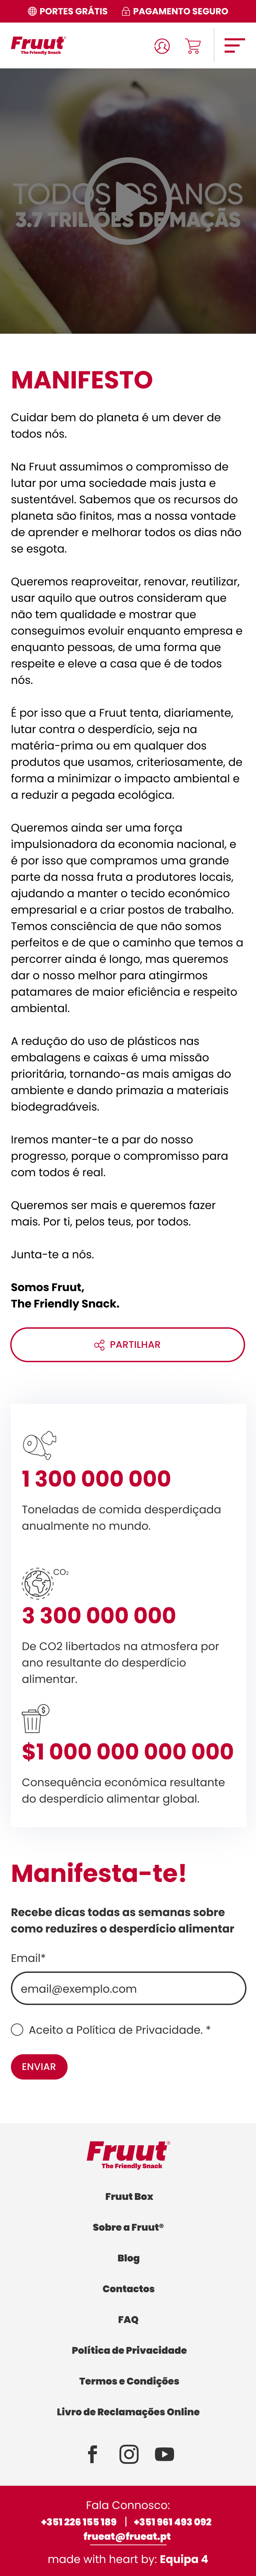 PORTES GRÁTIS PAGAMENTO SEGURO
Fruut®
The Friendly Snack
TODOS OS ANOS
3.7 TRILIÕES DE MAÇAS
MANIFESTO
Cuidar bem do planeta é um dever de
todos nós.
Na Fruut assumimos o compromisso de
lutar por uma sociedade mais justa e
sustentável. Sabemos que os recursos do
planeta são finitos, mas a nossa vontade
de aprender e melhorar todos os dias não
se esgota.
Queremos reaproveitar, renovar, reutilizar,
usar aquilo que outros consideram que
não tem qualidade e mostrar que
conseguimos evoluir enquanto empresa e
enquanto pessoas, de uma forma que
respeite e eleve a casa que é de todos
nós.
É por isso que a Fruut tenta, diariamente,
lutar contra o desperdício, seja na
matéria-prima ou em qualquer dos
produtos que usamos, criteriosamente, de
forma a minimizar o impacto ambiental e
a reduzir a pegada ecológica.
Queremos ainda ser uma força
impulsionadora da economia nacional, e
é por isso que compramos uma grande
parte da nossa fruta a produtores locais,
ajudando a manter o tecido económico
empresarial e a criar postos de trabalho.
Temos consciência de que não somos
perfeitos e de que o caminho que temos a
percorrer ainda é longo, mas queremos
dar o nosso melhor para atingirmos
patamares de maior eficiência e respeito
ambiental.
A redução do uso de plásticos nas
embalagens e caixas é uma missão
prioritária, tornando-as mais amigas do
ambiente e dando primazia a materiais
biodegradáveis.
Iremos manter-te a par do nosso
progresso, porque o compromisso para
com todos é real.
Queremos ser mais e queremos fazer
mais. Por ti, pelos teus, por todos.
Junta-te a nós.
Somos Fruut,
The Friendly Snack.
PARTILHAR
1 300 000 000
Toneladas de comida desperdiçada
anualmente no mundo.
CO₂
3 300 000 000
De CO2 libertados na atmosfera por
ano resultante do desperdício
alimentar.
$
$1 000 000 000 000
Consequência económica resultante
do desperdício alimentar global.
Manifesta-te!
Recebe dicas todas as semanas sobre
como reduzires o desperdício alimentar
Email*
email@exemplo.com
Aceito a Política de Privacidade. *
ENVIAR
Fruut®
The Friendly Snack
Fruut Box
Sobre a Fruut®
Blog
Contactos
FAQ
Política de Privacidade
Termos e Condições
Livro de Reclamações Online
Fala Connosco:
+351 226 155 189 | +351 961 493 092
frueat@frueat.pt
made with heart by: Equipa 4